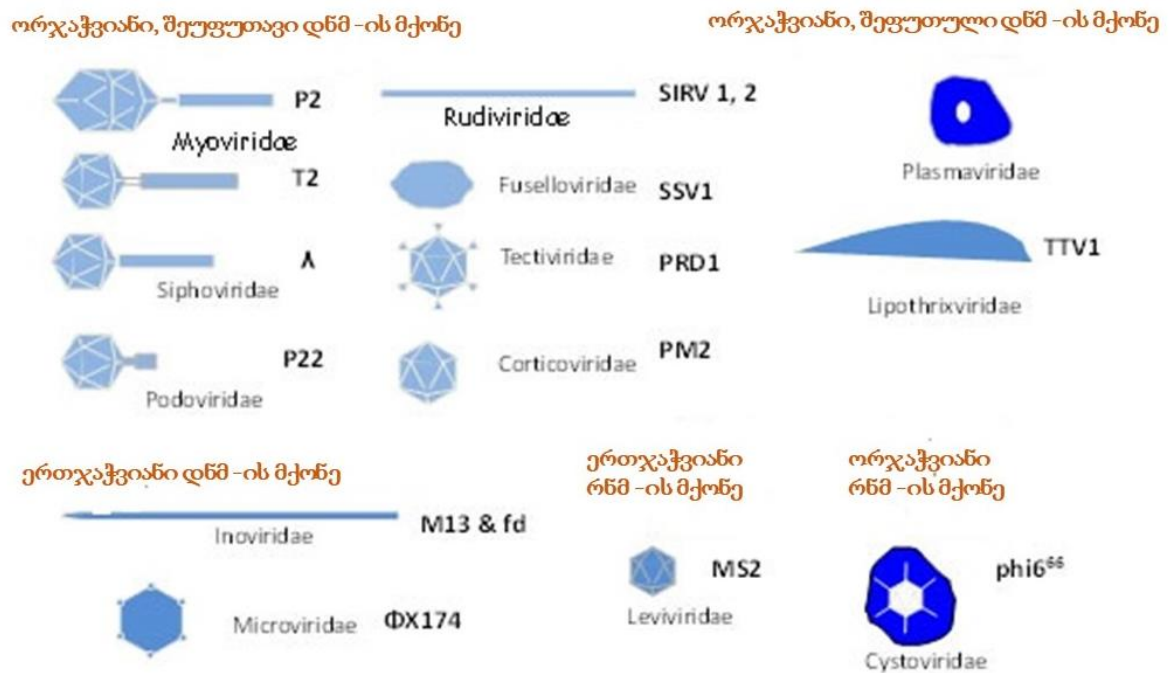 ორჯაჭვიანი, შეუფუთავი დნმ -ის მქონე
P2
Myoviridae
T2
λ
Siphoviridae
P22
Podoviridae
SIRV 1, 2
Rudiviridae
Fuselloviridae
SSV1
Tectiviridae
PRD1
PM2
Corticoviridae
ორჯაჭვიანი, შეფუთული დნმ -ის მქონე
Plasmaviridae
TTV1
Lipothrixviridae
ერთჯაჭვიანი დნმ -ის მქონე
M13 & fd
Inoviridae
Microviridae
ΦX174
ერთჯაჭვიანი
რნმ -ის მქონე
MS2
Leviviridae
ორჯაჭვიანი
რნმ -ის მქონე
phi6⁶⁶
Cystoviridae